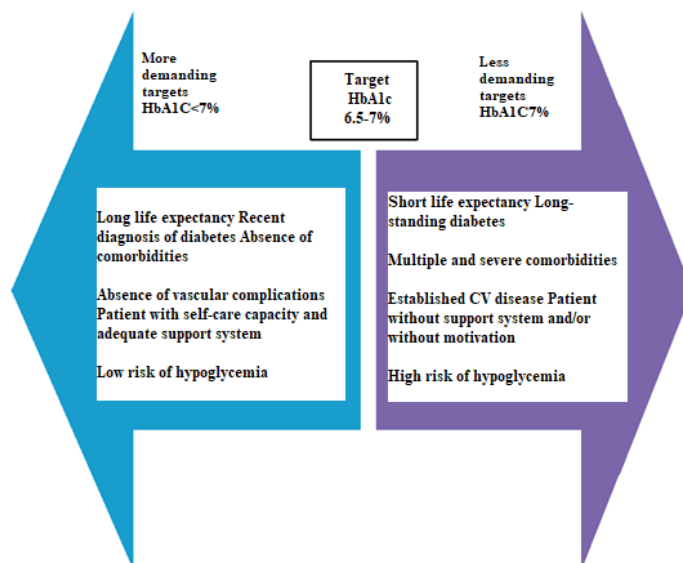 More
demanding
targets
HbA1C<7%
Target
HbA1c
6.5-7%
Less
demanding
targets
HbA1C7%
Long life expectancy Recent
diagnosis of diabetes Absence of
comorbidities
Absence of vascular complications
Patient with self-care capacity and
adequate support system
Low risk of hypoglycemia
Short life expectancy Long-
standing diabetes
Multiple and severe comorbidities
Established CV disease Patient
without support system and/or
without motivation
High risk of hypoglycemia